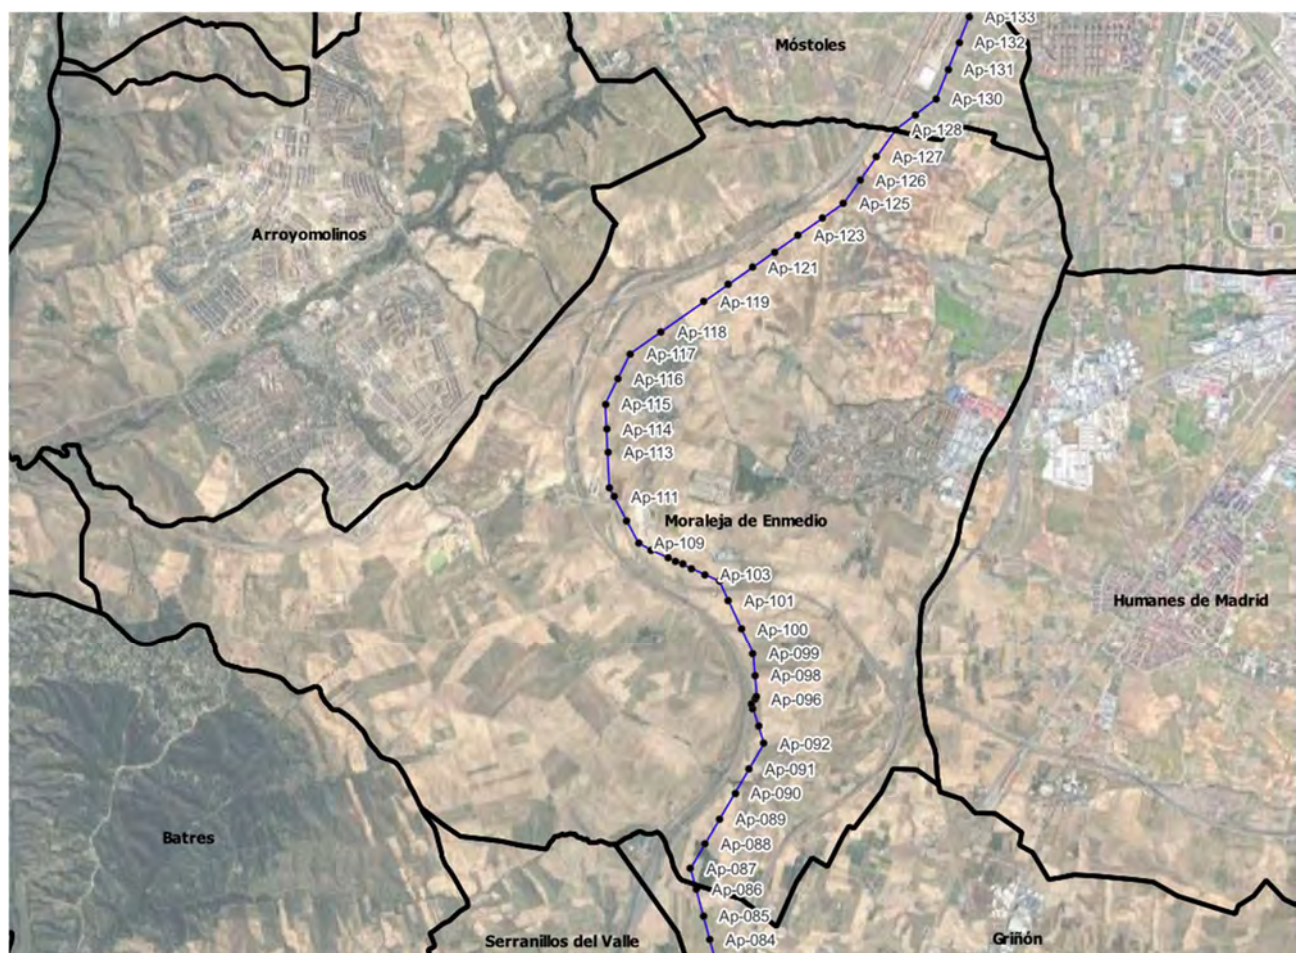 Ap-133
Móstoles
Ap-132
Ap-131
Ap-130
Ap-128
Ap-127
Ap-126
Ap-125
Arroyomolinos
Ap-123
Ap-121
Ap-119
Ap-118
Ap-117
Ap-116
Ap-115
Ap-114
Ap-113
Ap-111
Moraleja de Enmedio
Ap-109
Ap-103
Ap-101
Humanes de Madrid
Ap-100
Ap-099
Ap-098
Ap-096
Ap-092
Ap-091
Ap-090
Ap-089
Batres
Ap-088
Ap-087
Ap-086
Ap-085
Serranillos del Valle
Ap-084
Griñón